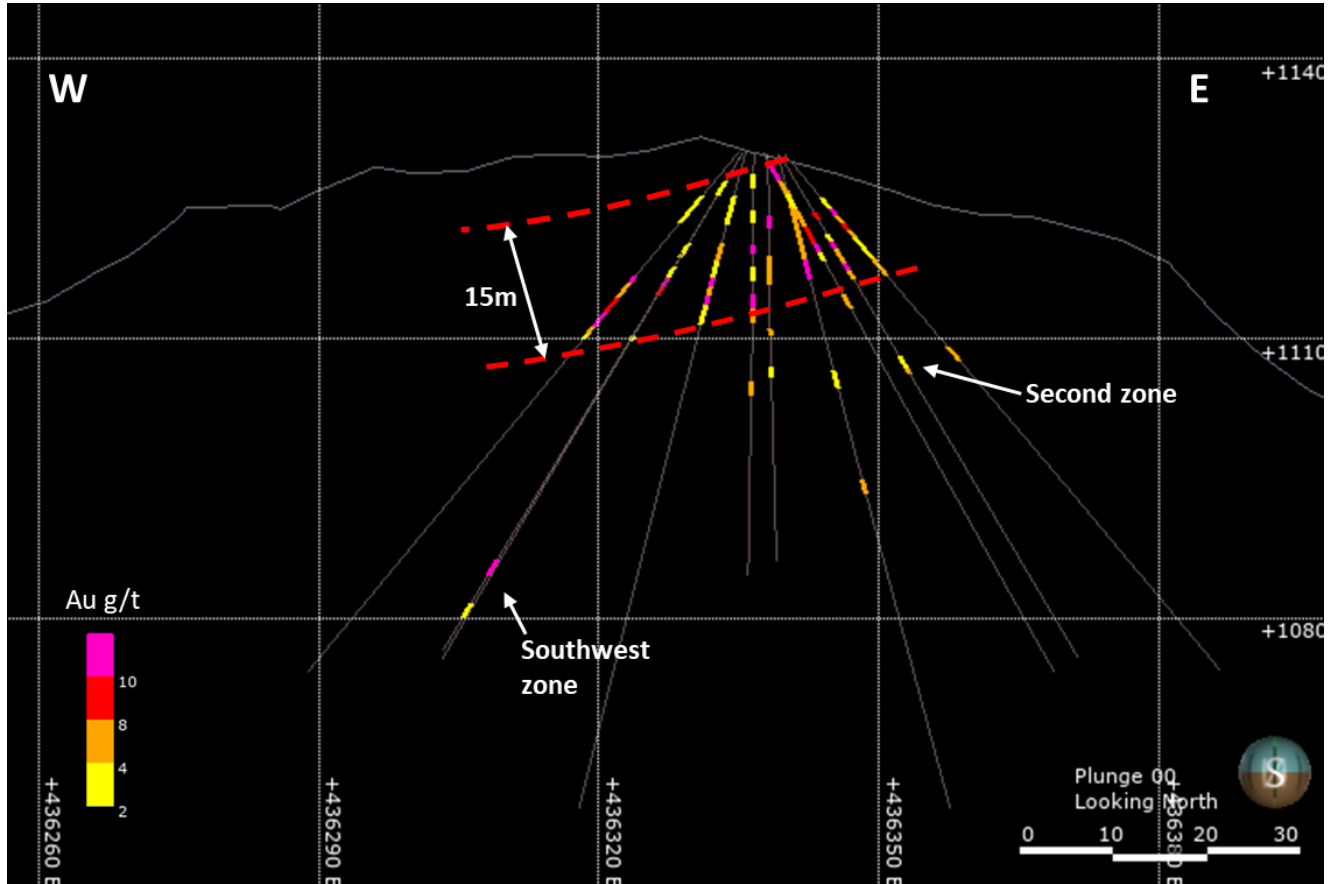 W
E
+1140
15m
+1110
Second zone
Southwest
zone
+1080
Au g/t
10
8
4
2
+436260 E
+436290 E
+436320 E
+436350 E
+436380 E
Plunge 00
Looking North
S
0 10 20 30